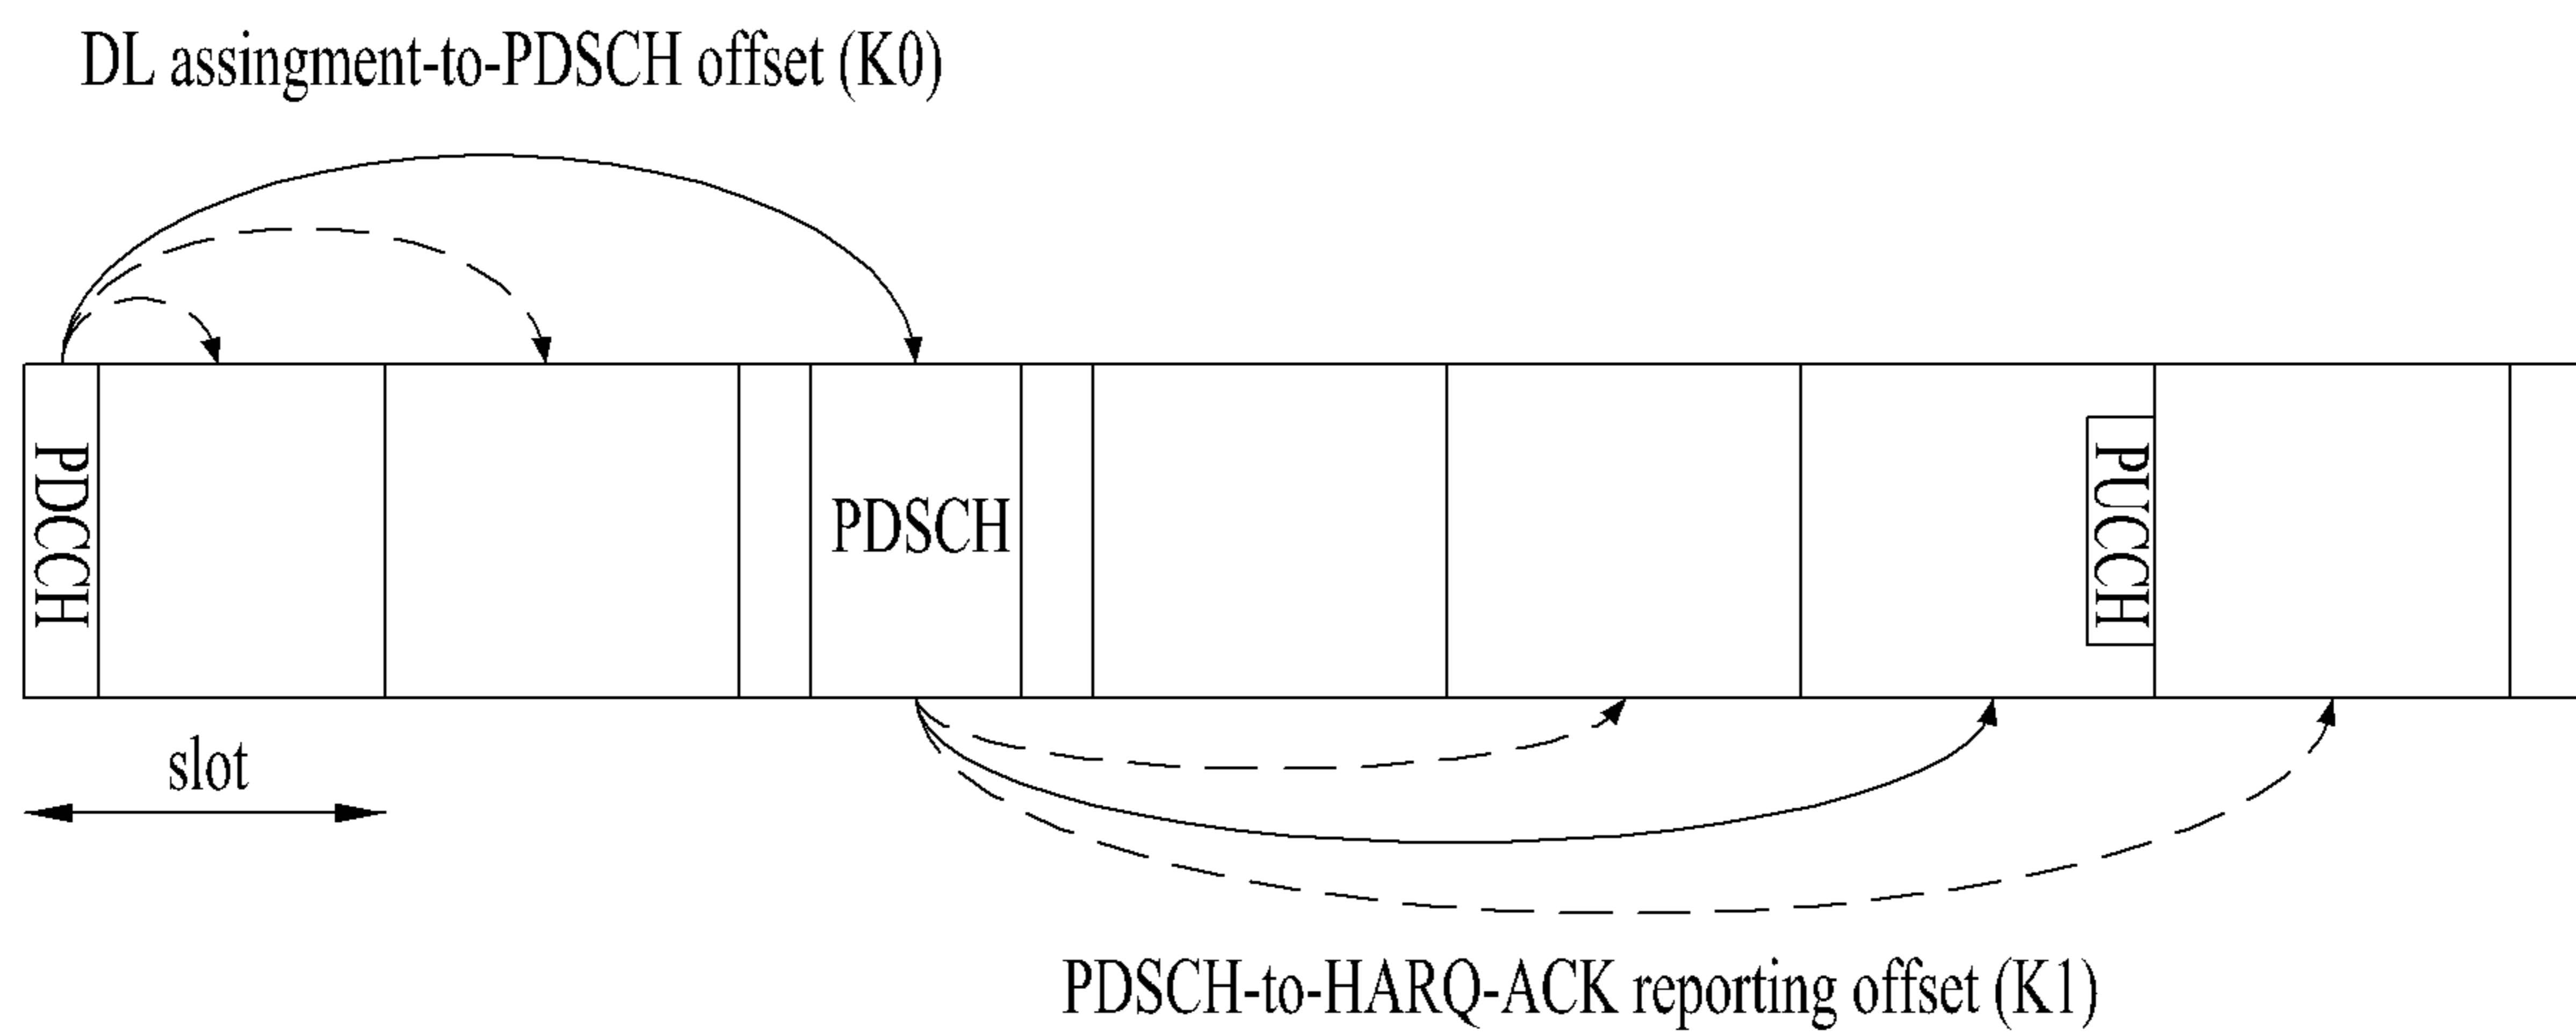 DL assingment-to-PDSCH offset (K0)
PDCCH
PDSCH
PUCCH
slot
PDSCH-to-HARQ-ACK reporting offset (K1)